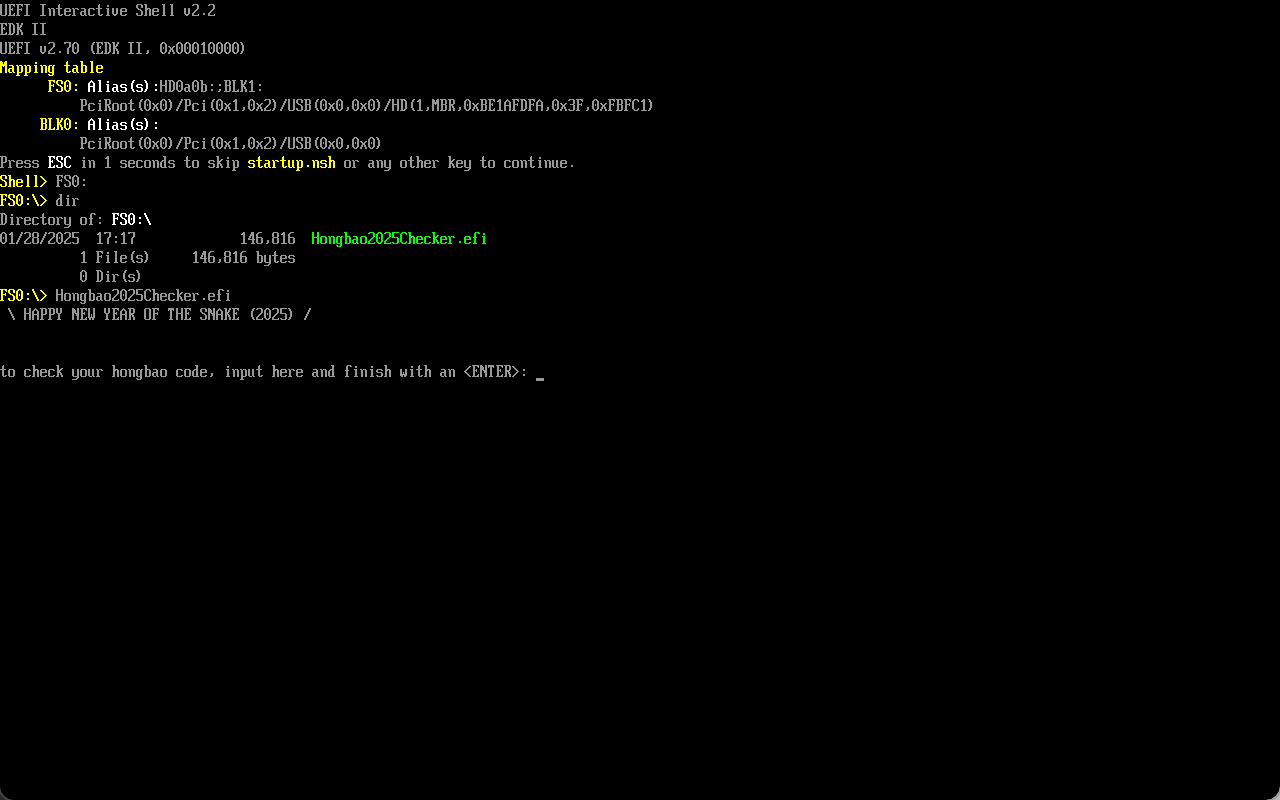 UEFI Interactive Shell v2.2
EDK II
UEFI v2.70 (EDK II, 0x00010000)
Mapping table
FS0: Alias(s):HD0a0b:;BLK1:
PciRoot(0x0)/Pci(0x1,0x2)/USB(0x0,0x0)/HD(1,MBR,0xBE1AFDFA,0x3F,0xFBFC1)
BLK0: Alias(s):
PciRoot(0x0)/Pci(0x1,0x2)/USB(0x0,0x0)
Press ESC in 1 seconds to skip startup.nsh or any other key to continue.
Shell> FS0:
FS0:\> dir
Directory of: FS0:\
01/28/2025  17:17             146,816  Hongbao2025Checker.efi
1 File(s)     146,816 bytes
0 Dir(s)
FS0:\> Hongbao2025Checker.efi
\ HAPPY NEW YEAR OF THE SNAKE (2025) /
to check your hongbao code, input here and finish with an <ENTER>: _